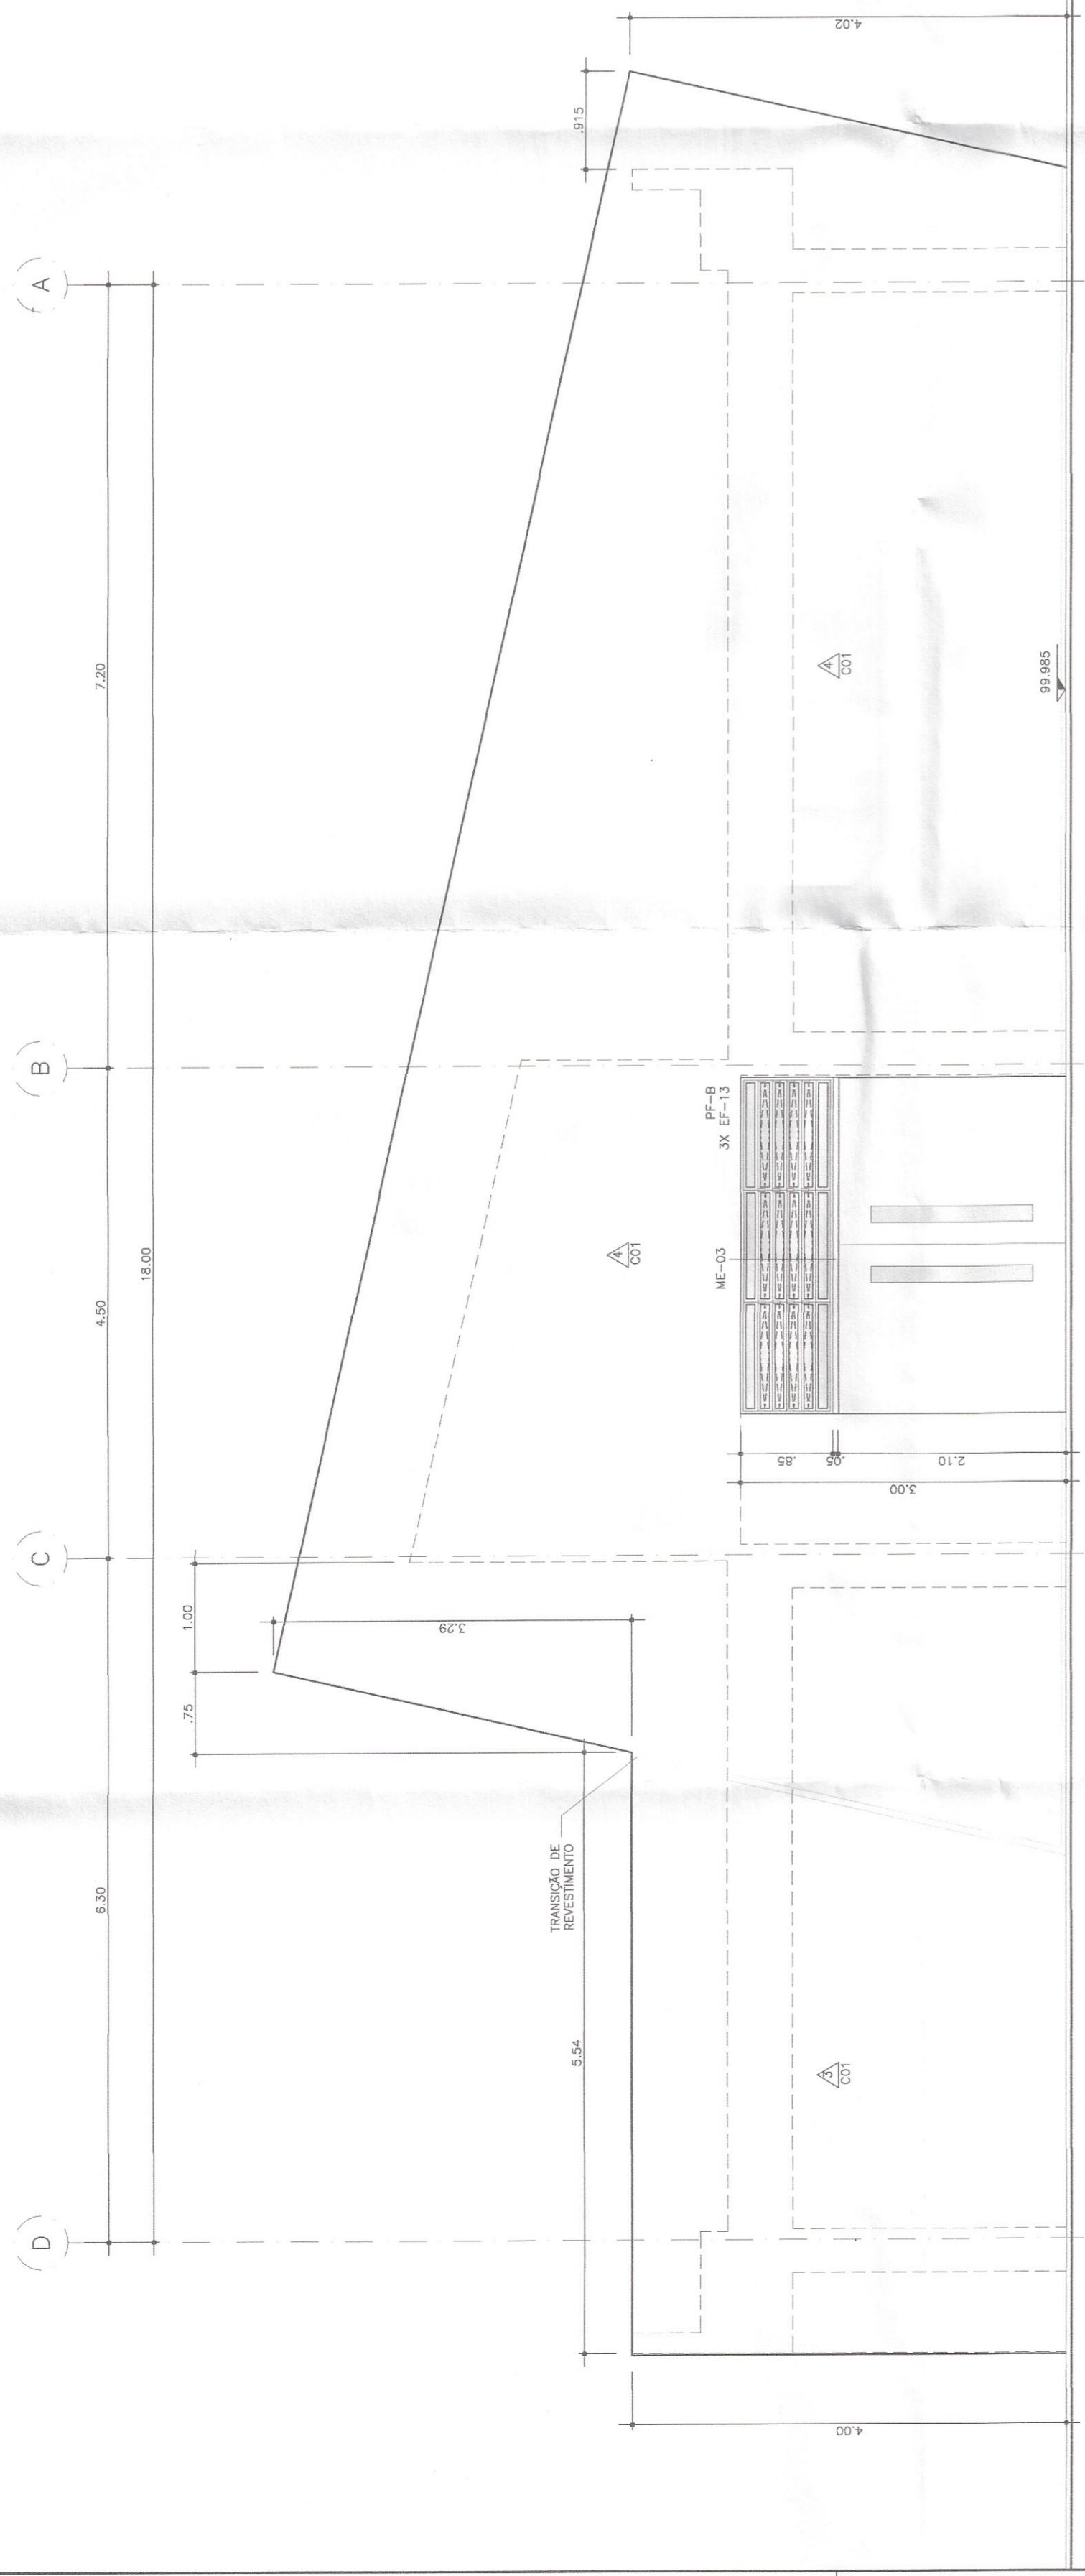 D
C
B
A
6.30
4.50
7.20
18.00
.75
1.00
3.29
.915
4.02
5.54
TRANSIÇÃO DE
REVESTIMENTO
4
C01
ME-03
PF-B
3X EF-13
3
C01
4
C01
.85
.05
2.10
3.00
4.00
99.985